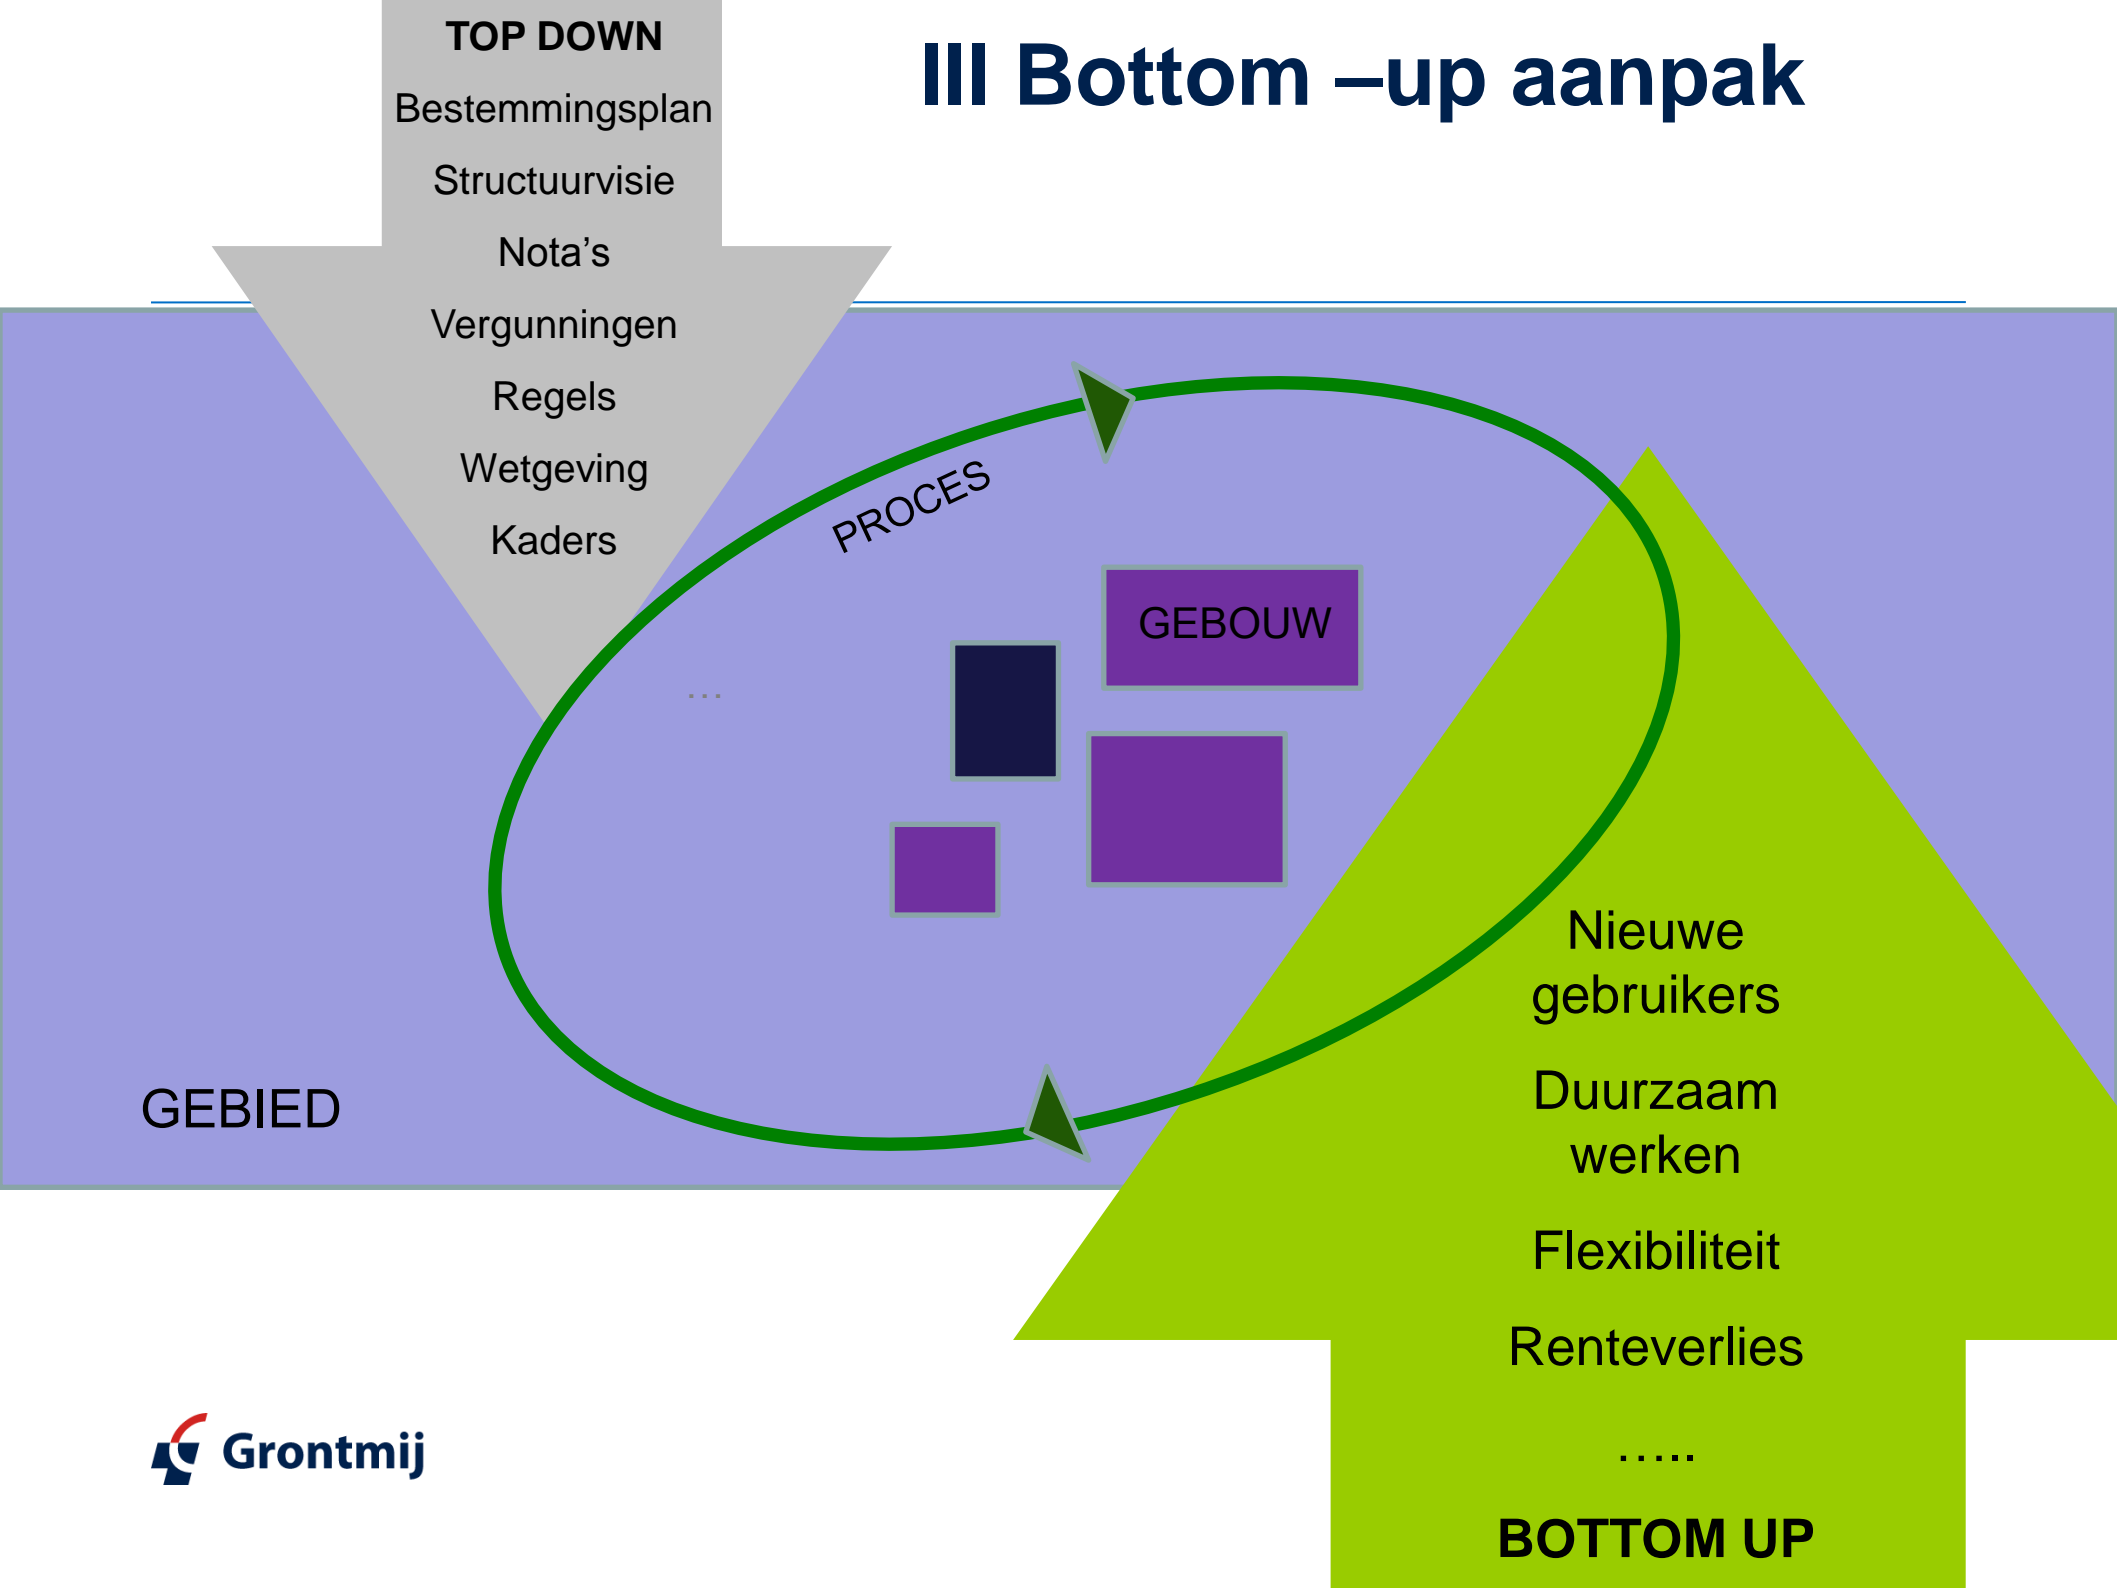 TOP DOWN
Bestemmingsplan
Structuurvisie
Nota’s
Vergunningen
Regels
Wetgeving
Kaders
…
III Bottom –up aanpak
PROCES
GEBOUW
GEBIED
Nieuwe
gebruikers
Duurzaam
werken
Flexibiliteit
Renteverlies
…..
BOTTOM UP
Grontmij